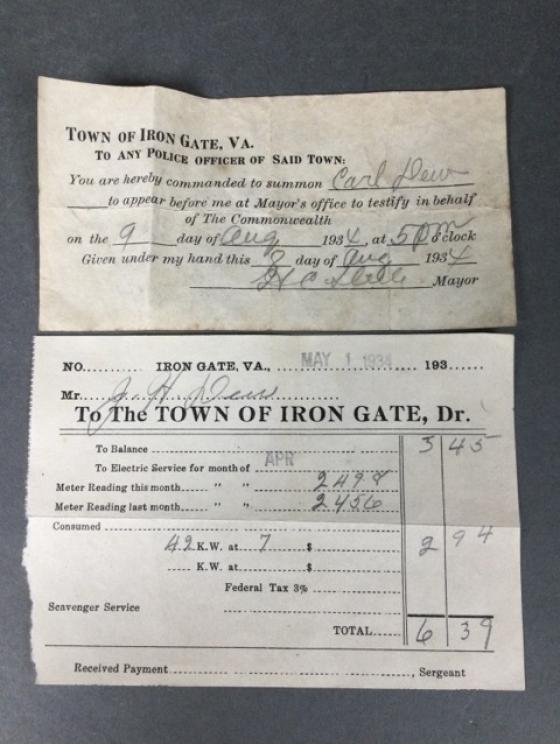 TOWN OF IRON GATE, VA.
TO ANY POLICE OFFICER OF SAID TOWN:
You are hereby commanded to summon Carl Dew
to appear before me at Mayor's office to testify in behalf
of The Commonwealth
on the 9 day of Aug 1934, at 5 pm o'clock
Given under my hand this 9 day of Aug 1934
Mayor
NO. IRON GATE, VA., MAY 1 1934 193
Mr. J. H. Dew
To The TOWN OF IRON GATE, Dr.
To Balance 3 45
To Electric Service for month of APR
Meter Reading this month " " 2498
Meter Reading last month " " 2456
Consumed
42 K.W. at 7 $ 2 94
K.W. at $
Federal Tax 3%
Scavenger Service
TOTAL 6 39
Received Payment , Sergeant